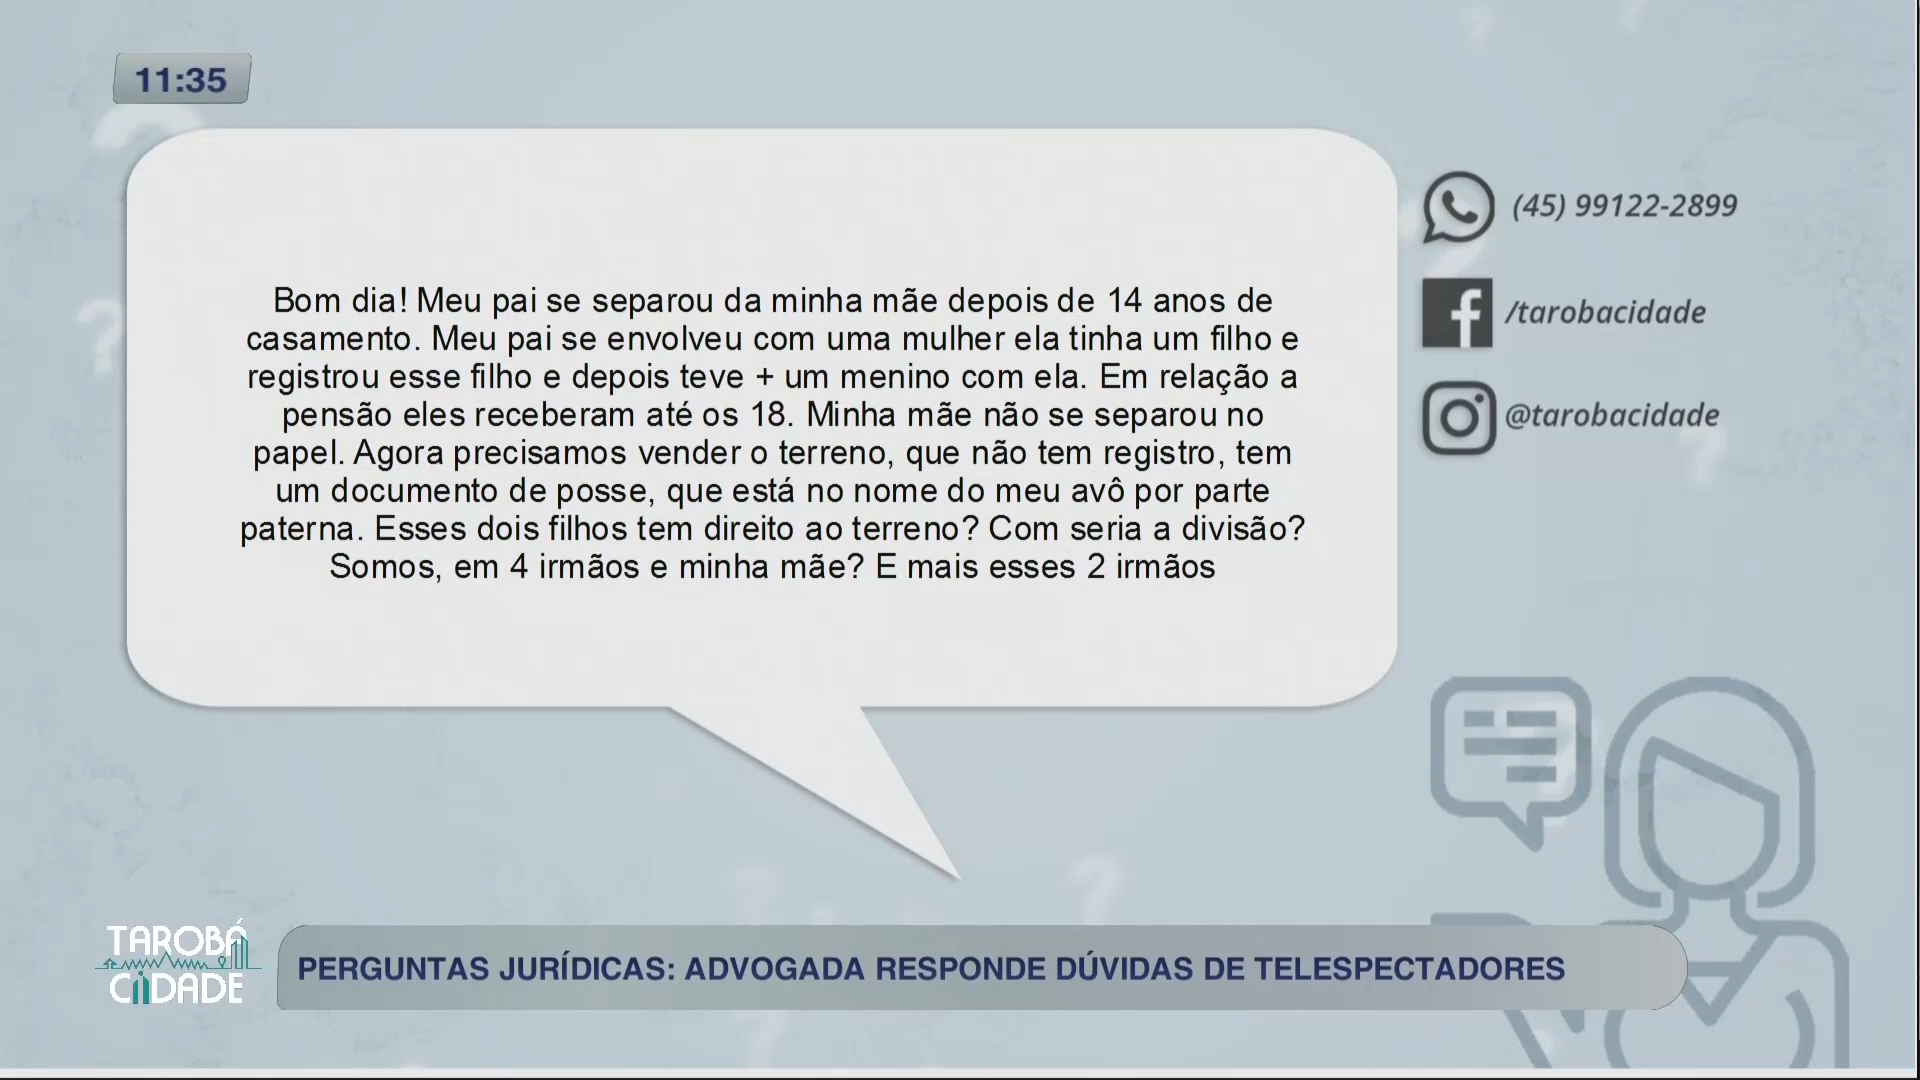 11:35
Bom dia! Meu pai se separou da minha mãe depois de 14 anos de
casamento. Meu pai se envolveu com uma mulher ela tinha um filho e
registrou esse filho e depois teve + um menino com ela. Em relação a
pensão eles receberam até os 18. Minha mãe não se separou no
papel. Agora precisamos vender o terreno, que não tem registro, tem
um documento de posse, que está no nome do meu avô por parte
paterna. Esses dois filhos tem direito ao terreno? Com seria a divisão?
Somos, em 4 irmãos e minha mãe? E mais esses 2 irmãos
(45) 99122-2899
/tarobacidade
@tarobacidade
TAROBÁ
CIDADE
PERGUNTAS JURÍDICAS: ADVOGADA RESPONDE DÚVIDAS DE TELESPECTADORES